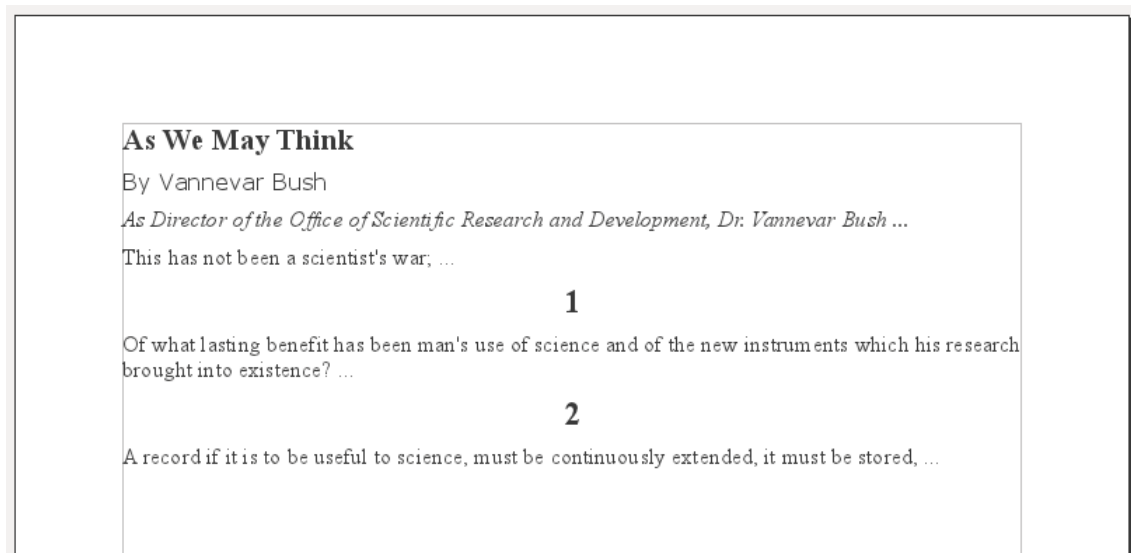 As We May Think
By Vannevar Bush
As Director of the Office of Scientific Research and Development, Dr. Vannevar Bush ...
This has not been a scientist's war; ...
1
Of what lasting benefit has been man's use of science and of the new instruments which his research
brought into existence? ...
2
A record if it is to be useful to science, must be continuously extended, it must be stored, ...